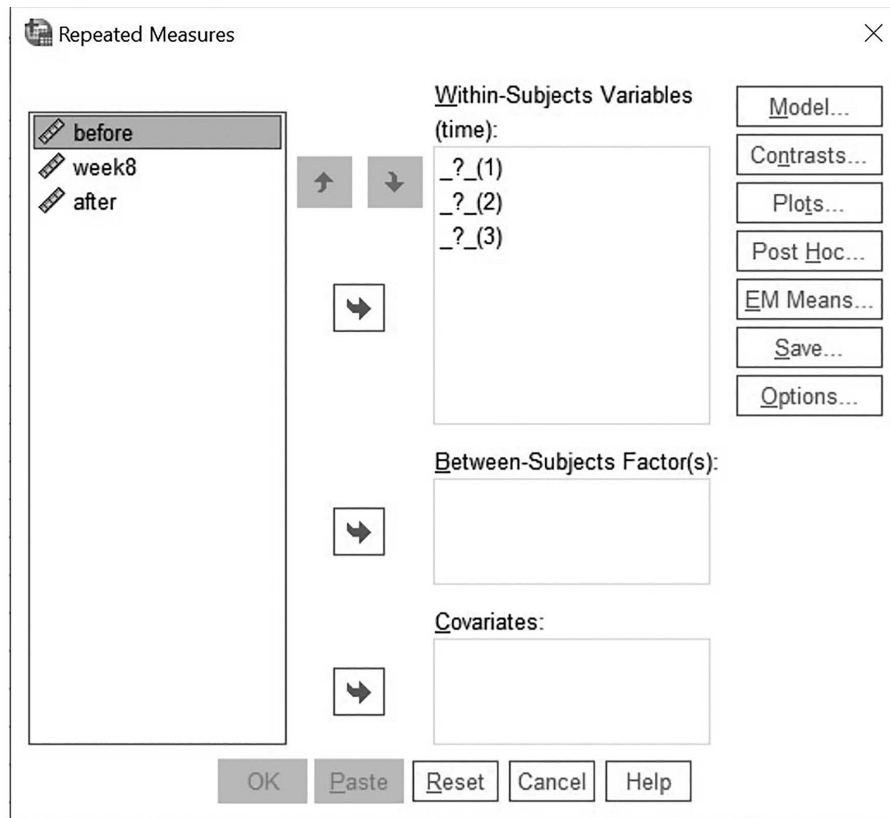 Repeated Measures
before
week8
after
Within-Subjects Variables
(time):
_?_(1)
_?_(2)
_?_(3)
Between-Subjects Factor(s):
Covariates:
Model...
Contrasts...
Plots...
Post Hoc...
EM Means...
Save...
Options...
OK
Paste
Reset
Cancel
Help